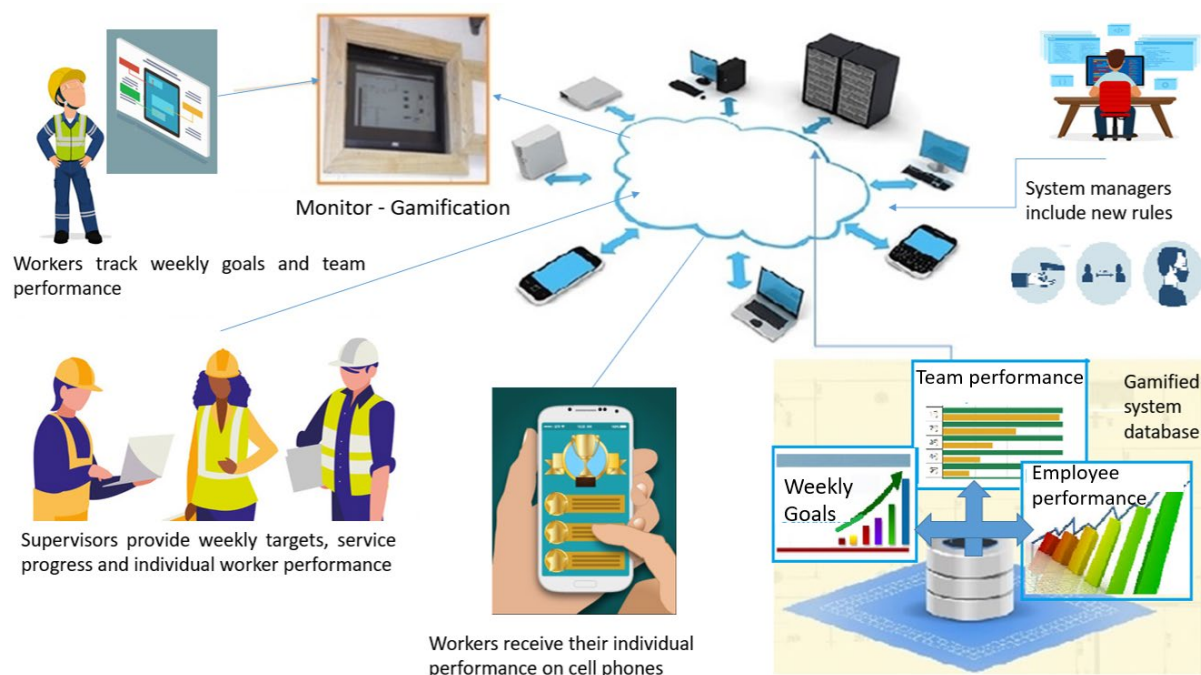 Monitor - Gamification
Workers track weekly goals and team
performance
System managers
include new rules
Supervisors provide weekly targets, service
progress and individual worker performance
Workers receive their individual
performance on cell phones
Team performance
Gamified
system
database
Weekly
Goals
Employee
performance